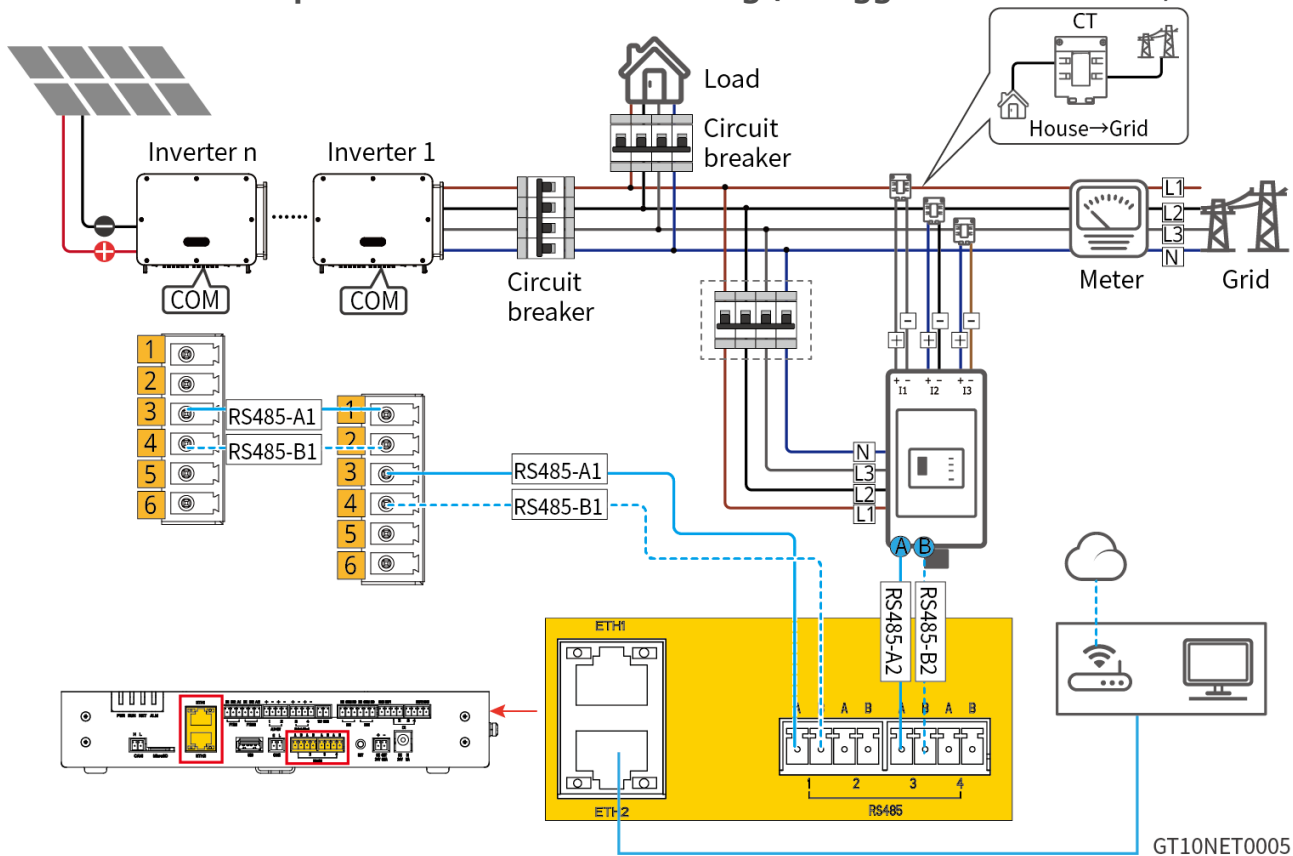 CT
House→Grid
Load
Circuit
breaker
Inverter n
Inverter 1
L1
L2
L3
N
Circuit
breaker
Meter
Grid
COM
COM
1
2
3
4
5
6
RS485-A1
RS485-B1
1
2
3
4
5
6
RS485-A1
RS485-B1
+ - + - + -
I1 I2 I3
N
L3
L2
L1
A B
RS485-A2
RS485-B2
ETH1
ETH2
A A B A B A B
1 2 3 4
RS485
GT10NET0005